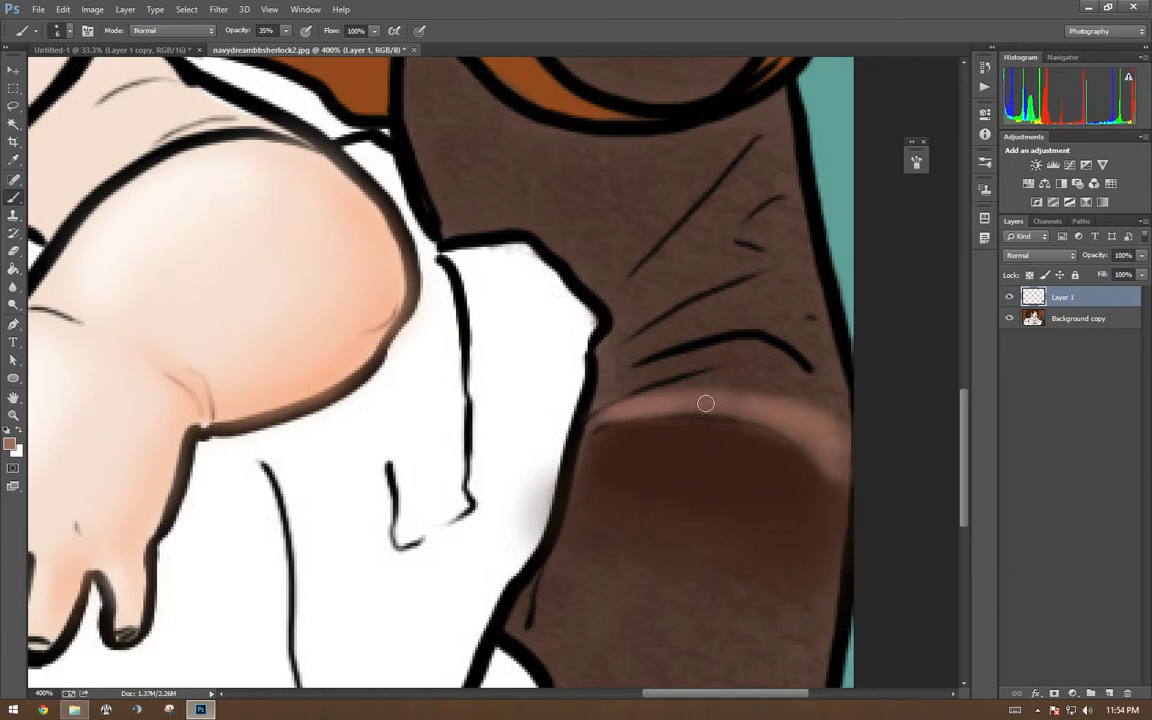 Ps File Edit Image Layer Type Select Filter 3D View Window Help
6 Mode: Normal Opacity: 35% Flow: 100% Photography
Untitled-1 @ 33.3% (Layer 1 copy, RGB/16) * × navydreambbsherlock2.jpg @ 400% (Layer 1, RGB/8) * ×
Histogram Navigator
Adjustments
Add an adjustment
Layers Channels Paths
Kind
Normal Opacity: 100%
Lock: Fill: 100%
Layer 1
Background copy
400% Doc: 1.37M/2.26M
Ps 11:54 PM